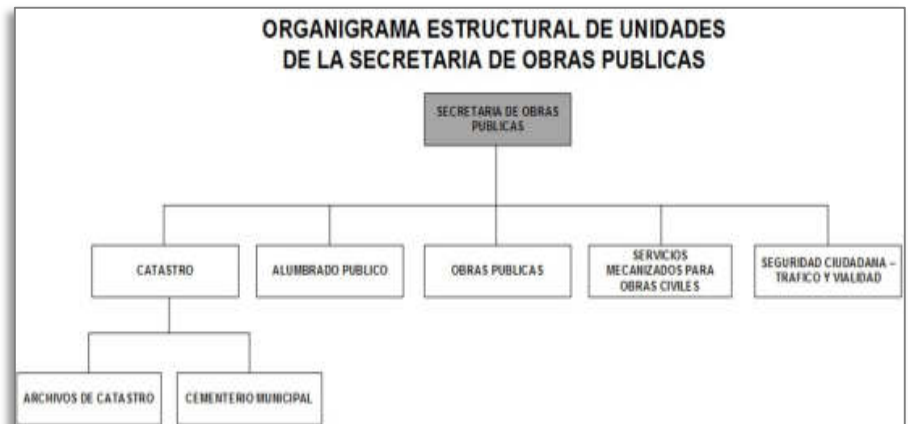 ORGANIGRAMA ESTRUCTURAL DE UNIDADES
DE LA SECRETARIA DE OBRAS PUBLICAS
SECRETARIA DE OBRAS
PUBLICAS
CATASTRO
ALUMBRADO PUBLICO
OBRAS PUBLICAS
SERVICIOS
MECANIZADOS PARA
OBRAS CIVILES
SEGURIDAD CIUDADANA –
TRAFICO Y VIALIDAD
ARCHIVOS DE CATASTRO
CEMENTERIO MUNICIPAL